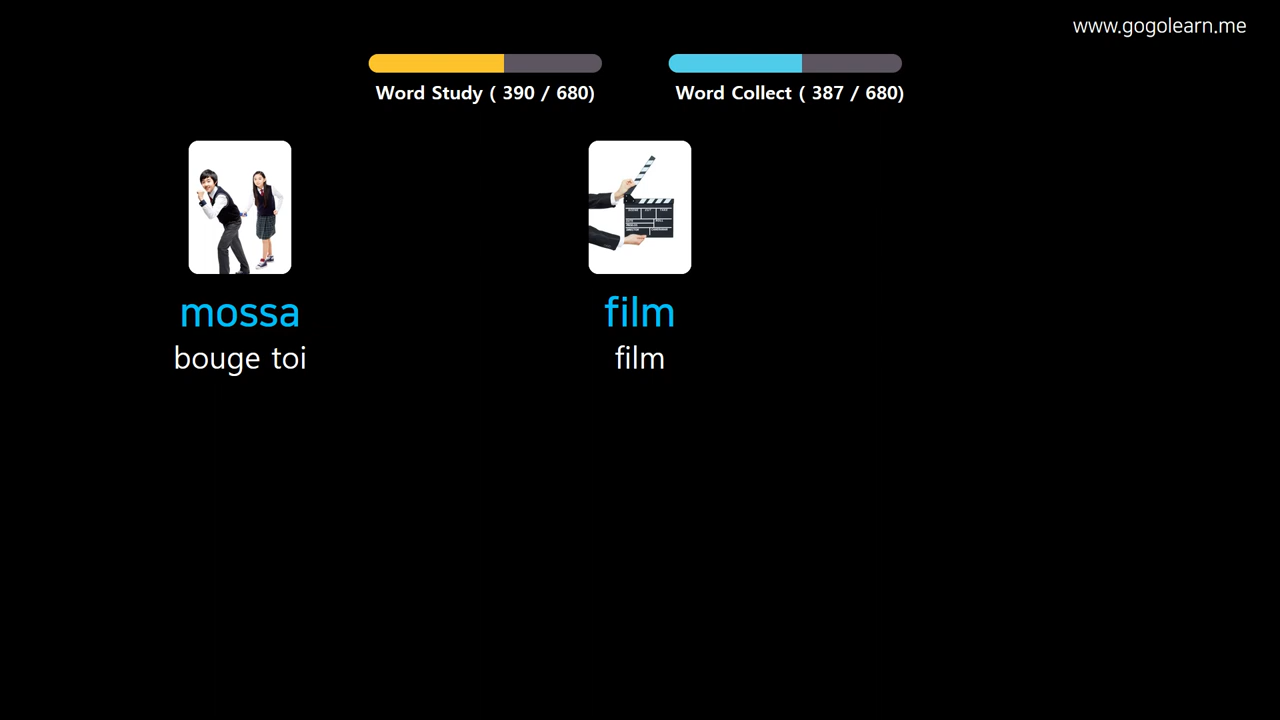 www.gogolearn.me
Word Study ( 390 / 680)
Word Collect ( 387 / 680)
mossa
bouge toi
film
film